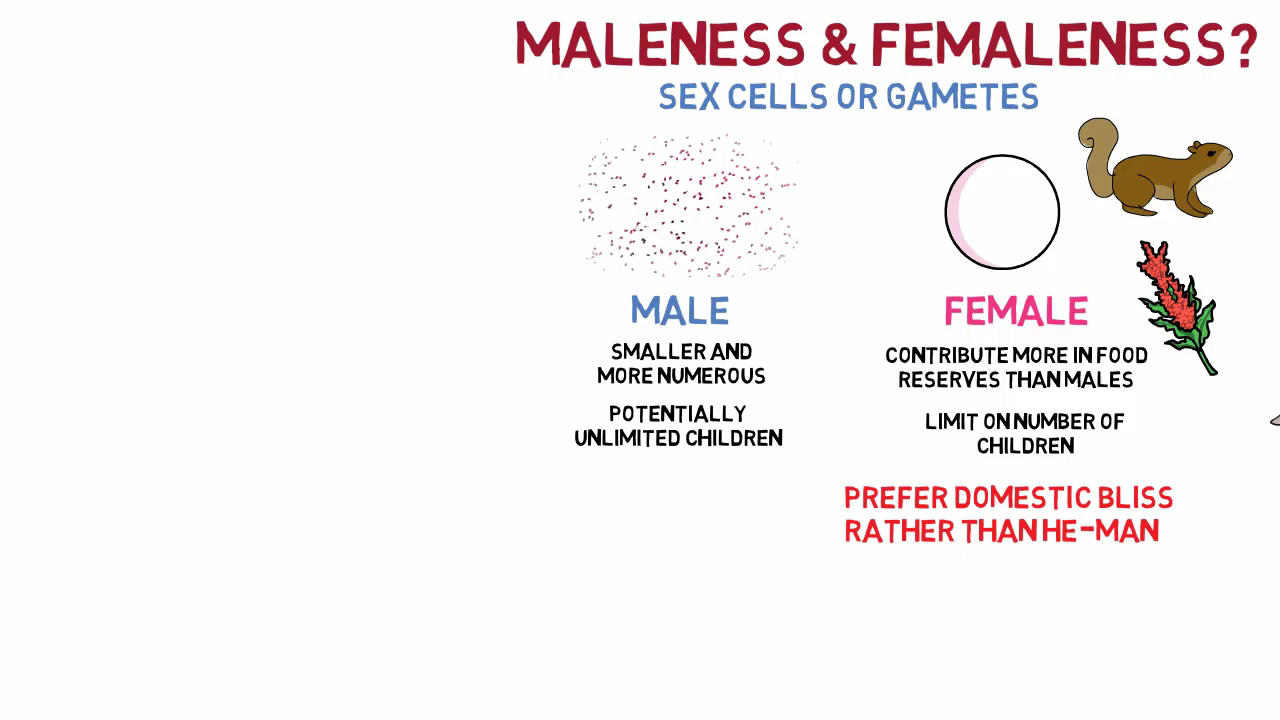 MALENESS & FEMALENESS?
SEX CELLS OR GAMETES
MALE
SMALLER AND
MORE NUMEROUS
POTENTIALLY
UNLIMITED CHILDREN
FEMALE
CONTRIBUTE MORE IN FOOD
RESERVES THAN MALES
LIMIT ON NUMBER OF
CHILDREN
PREFER DOMESTIC BLISS
RATHER THAN HE-MAN